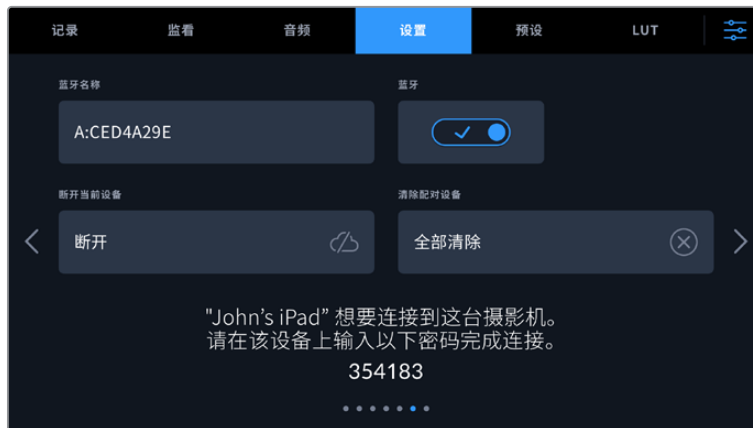 记录 监看 音频 设置 预设 LUT
蓝牙名称 蓝牙
A:CED4A29E
断开当前设备 清除配对设备
断开 全部清除
"John's iPad” 想要连接到这台摄影机。
请在该设备上输入以下密码完成连接。
354183